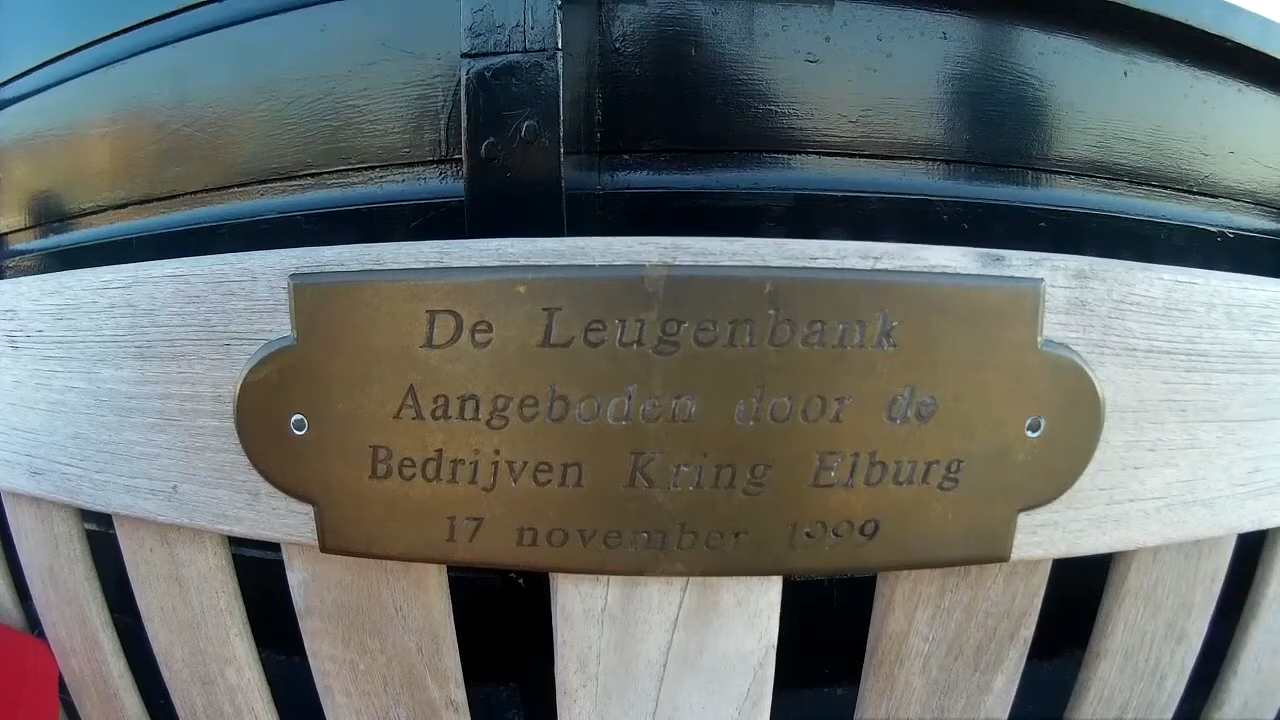 De Leugenbank
Aangeboden door de
Bedrijven Kring Elburg
17 november 1999